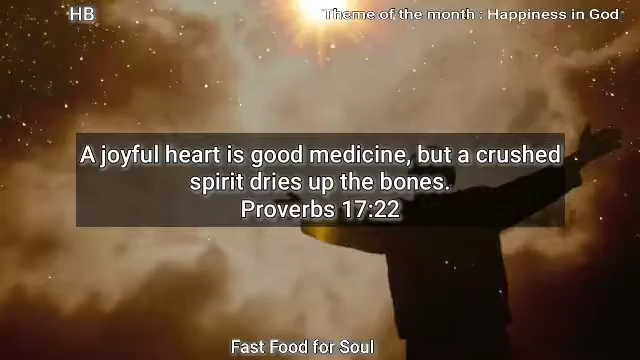 HB
Theme of the month : Happiness in God
A joyful heart is good medicine, but a crushed
spirit dries up the bones.
Proverbs 17:22
Fast Food for Soul